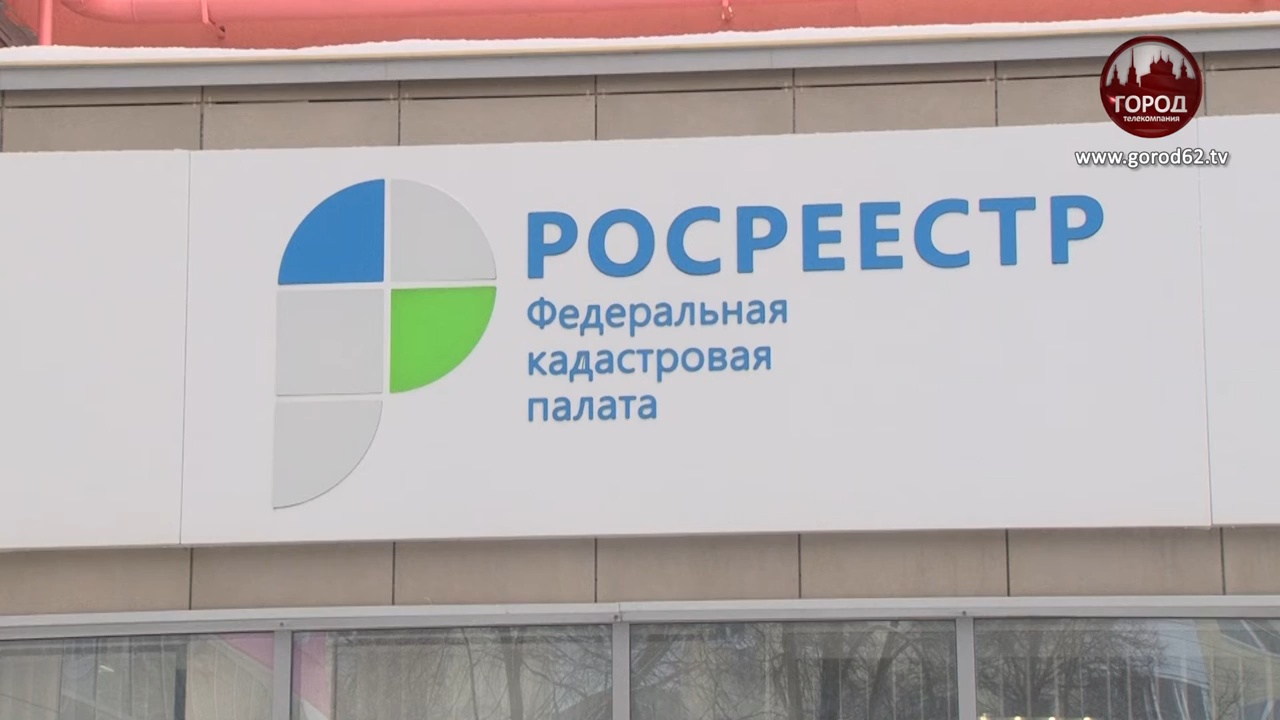 ГОРОД
телекомпания
www.gorod62.tv
РОСРЕЕСТР
Федеральная
кадастровая
палата